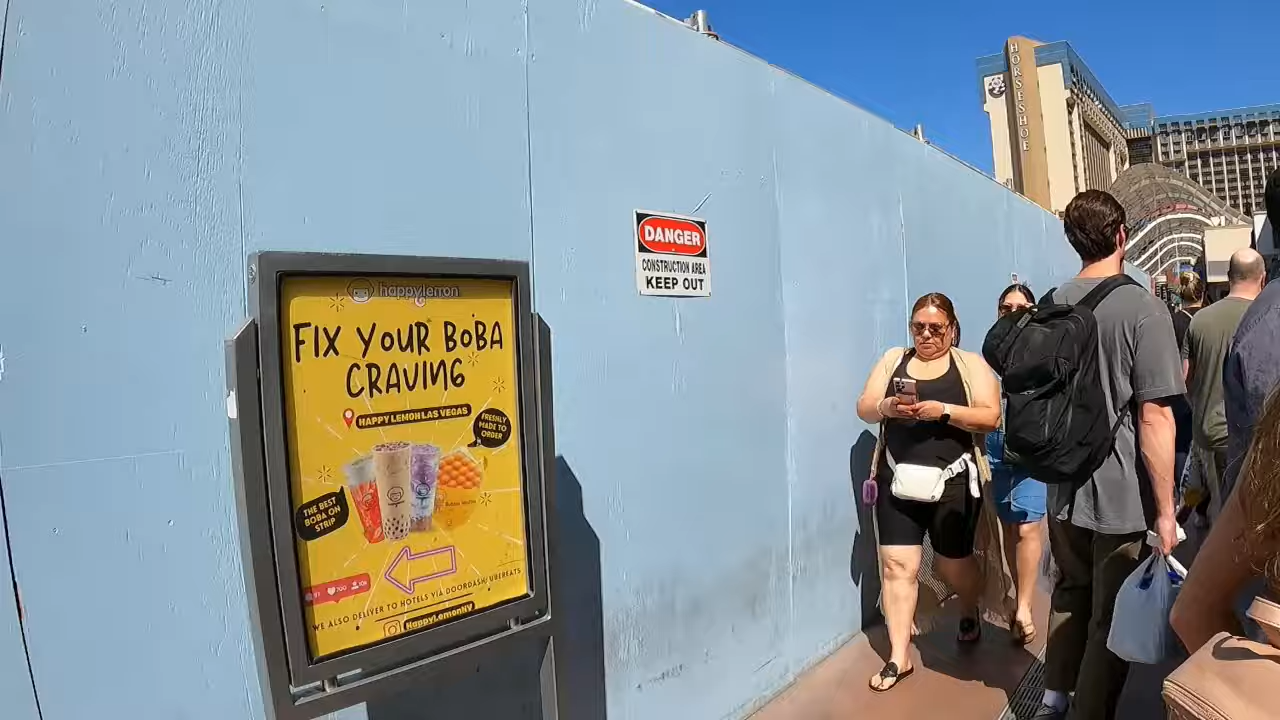 happylemon
FIX YOUR BOBA
CRAVING
HAPPY LEMON LAS VEGAS
FRESHLY
MADE TO
ORDER
THE BEST
BOBA ON
STRIP
WE ALSO DELIVER TO HOTELS VIA DOORDASH/UBEREATS
HappyLemonNV
DANGER
CONSTRUCTION AREA
KEEP OUT
HORSESHOE